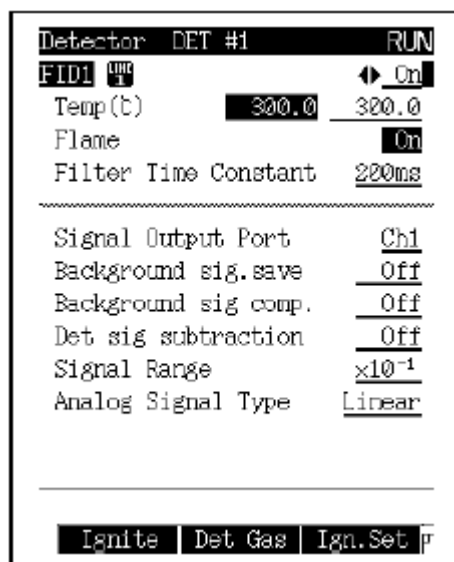 Detector DET #1 RUN
FID1 LINE 1 ◆ On
Temp(℃) 300.0 300.0
Flame On
Filter Time Constant 200ms
Signal Output Port Ch1
Background sig.save Off
Background sig comp. Off
Det sig subtraction Off
Signal Range ×10⁻¹
Analog Signal Type Linear
Ignite Det Gas Ign.Set